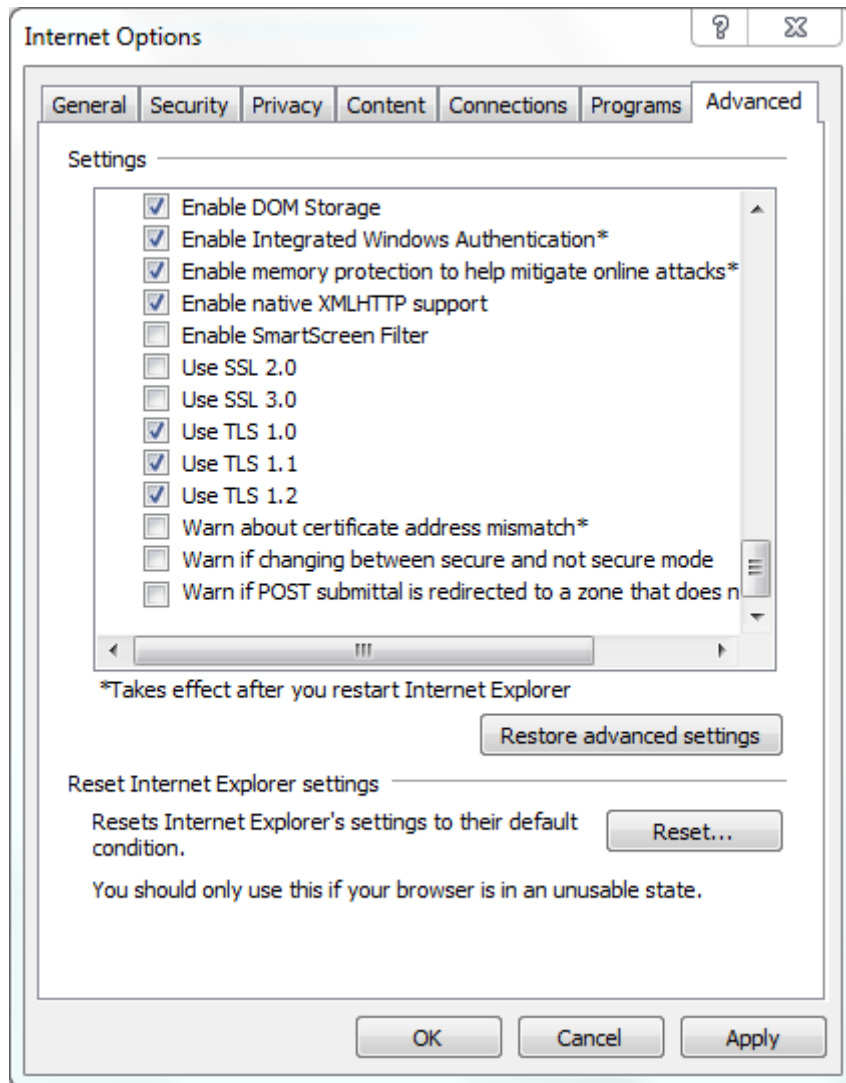 Internet Options
General Security Privacy Content Connections Programs Advanced
Settings
Enable DOM Storage
Enable Integrated Windows Authentication*
Enable memory protection to help mitigate online attacks*
Enable native XMLHTTP support
Enable SmartScreen Filter
Use SSL 2.0
Use SSL 3.0
Use TLS 1.0
Use TLS 1.1
Use TLS 1.2
Warn about certificate address mismatch*
Warn if changing between secure and not secure mode
Warn if POST submittal is redirected to a zone that does n
*Takes effect after you restart Internet Explorer
Restore advanced settings
Reset Internet Explorer settings
Resets Internet Explorer's settings to their default
condition.
Reset...
You should only use this if your browser is in an unusable state.
OK Cancel Apply